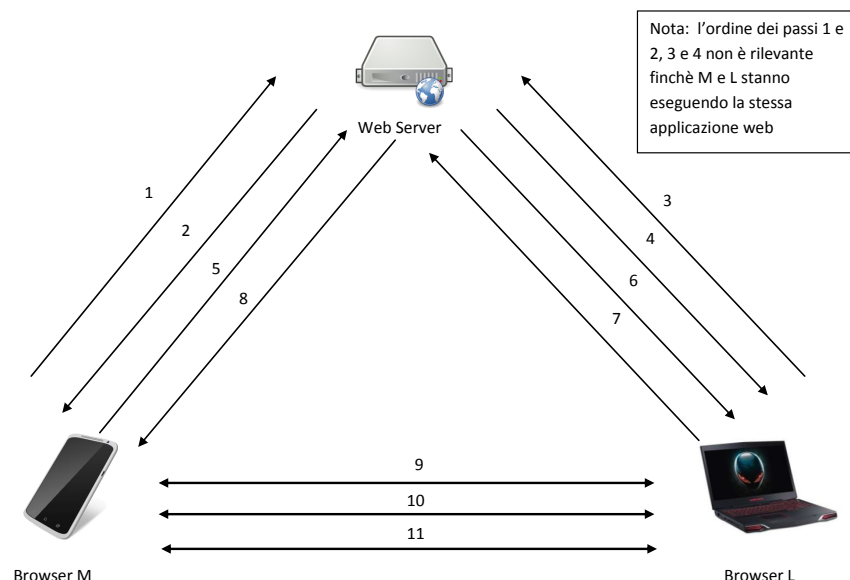 Nota: l'ordine dei passi 1 e
2, 3 e 4 non è rilevante
finchè M e L stanno
eseguendo la stessa
applicazione web
Web Server
1
2
5
8
3
4
6
7
9
10
11
Browser M
Browser L